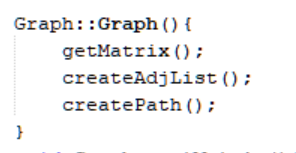 Graph::Graph(){
    getMatrix();
    createAdjList();
    createPath();
}